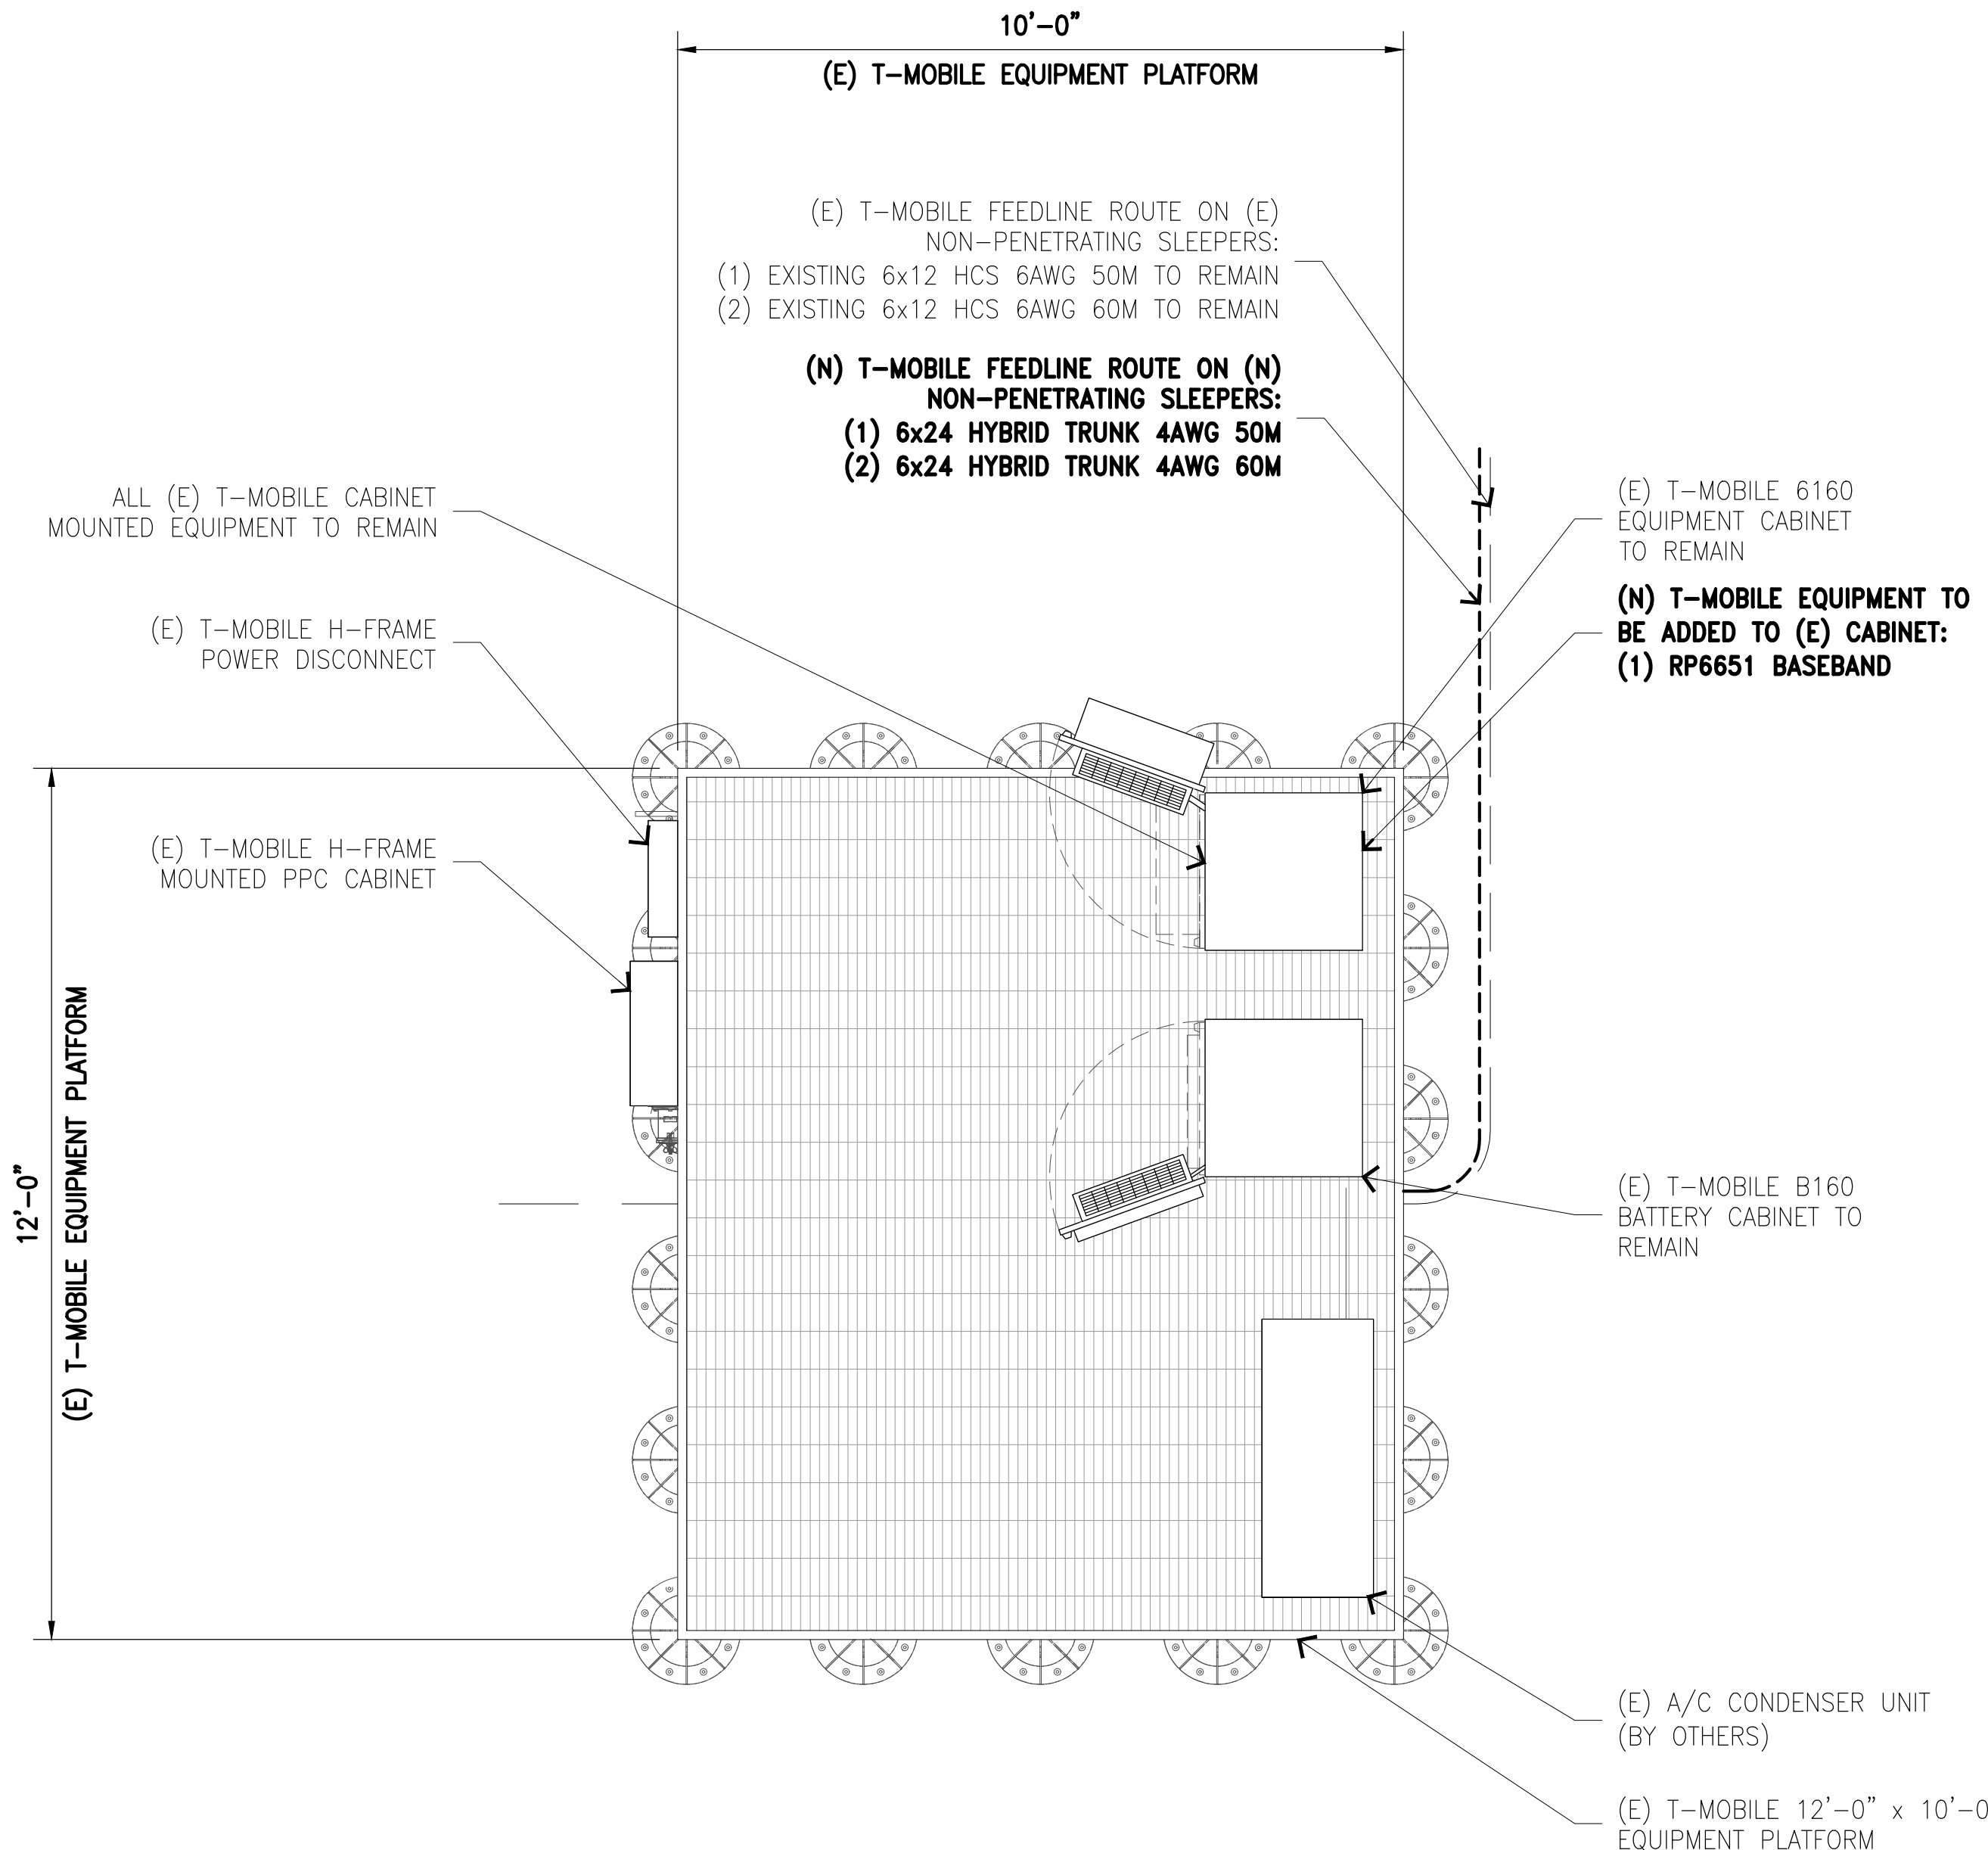 10'-0"
(E) T-MOBILE EQUIPMENT PLATFORM
(E) T-MOBILE FEEDLINE ROUTE ON (E)
NON-PENETRATING SLEEPERS:
(1) EXISTING 6x12 HCS 6AWG 50M TO REMAIN
(2) EXISTING 6x12 HCS 6AWG 60M TO REMAIN
(N) T-MOBILE FEEDLINE ROUTE ON (N)
NON-PENETRATING SLEEPERS:
(1) 6x24 HYBRID TRUNK 4AWG 50M
(2) 6x24 HYBRID TRUNK 4AWG 60M
ALL (E) T-MOBILE CABINET
MOUNTED EQUIPMENT TO REMAIN
(E) T-MOBILE H-FRAME
POWER DISCONNECT
(E) T-MOBILE H-FRAME
MOUNTED PPC CABINET
(E) T-MOBILE 6160
EQUIPMENT CABINET
TO REMAIN
(N) T-MOBILE EQUIPMENT TO
BE ADDED TO (E) CABINET:
(1) RP6651 BASEBAND
12'-0"
(E) T-MOBILE EQUIPMENT PLATFORM
(E) T-MOBILE B160
BATTERY CABINET TO
REMAIN
(E) A/C CONDENSER UNIT
(BY OTHERS)
(E) T-MOBILE 12'-0" x 10'-0
EQUIPMENT PLATFORM